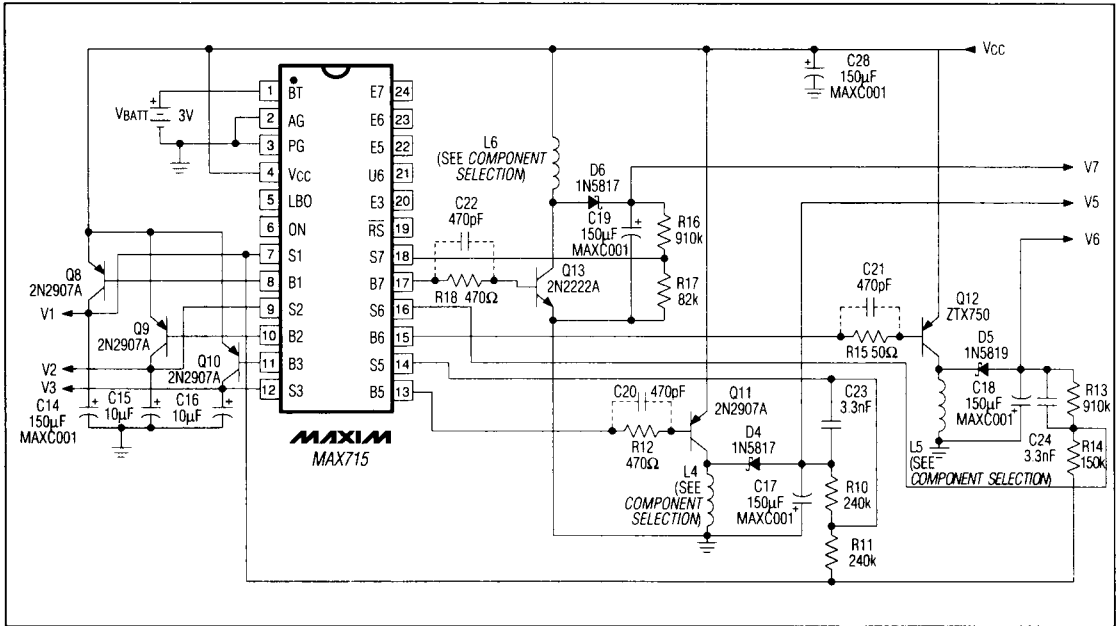 VCC
C28
150µF
MAXC001
VBATT
3V
1 BT E7 24
2 AG E6 23
3 PG E5 22
4 VCC U6 21
5 LBO E3 20
6 ON RS 19
7 S1 S7 18
8 B1 B7 17
9 S2 S6 16
10 B2 B6 15
11 B3 S5 14
12 S3 B5 13
MAXIM
MAX715
L6
(SEE COMPONENT
SELECTION)
D6
1N5817
V7
V5
V6
C22
470pF
C19
150µF
MAXC001
R16
910k
R17
82k
Q13
2N2222A
R18 470Ω
Q8
2N2907A
V1
Q9
2N2907A
Q10
2N2907A
V2
V3
C14
150µF
MAXC001
C15
10µF
C16
10µF
C21
470pF
R15 50Ω
Q12
ZTX750
D5
1N5819
C18
150µF
MAXC001
C24
3.3nF
R13
910k
R14
150k
L5
(SEE
COMPONENT SELECTION)
C20
470pF
R12
470Ω
Q11
2N2907A
D4
1N5817
L4
(SEE
COMPONENT
SELECTION)
C17
150µF
MAXC001
C23
3.3nF
R10
240k
R11
240k